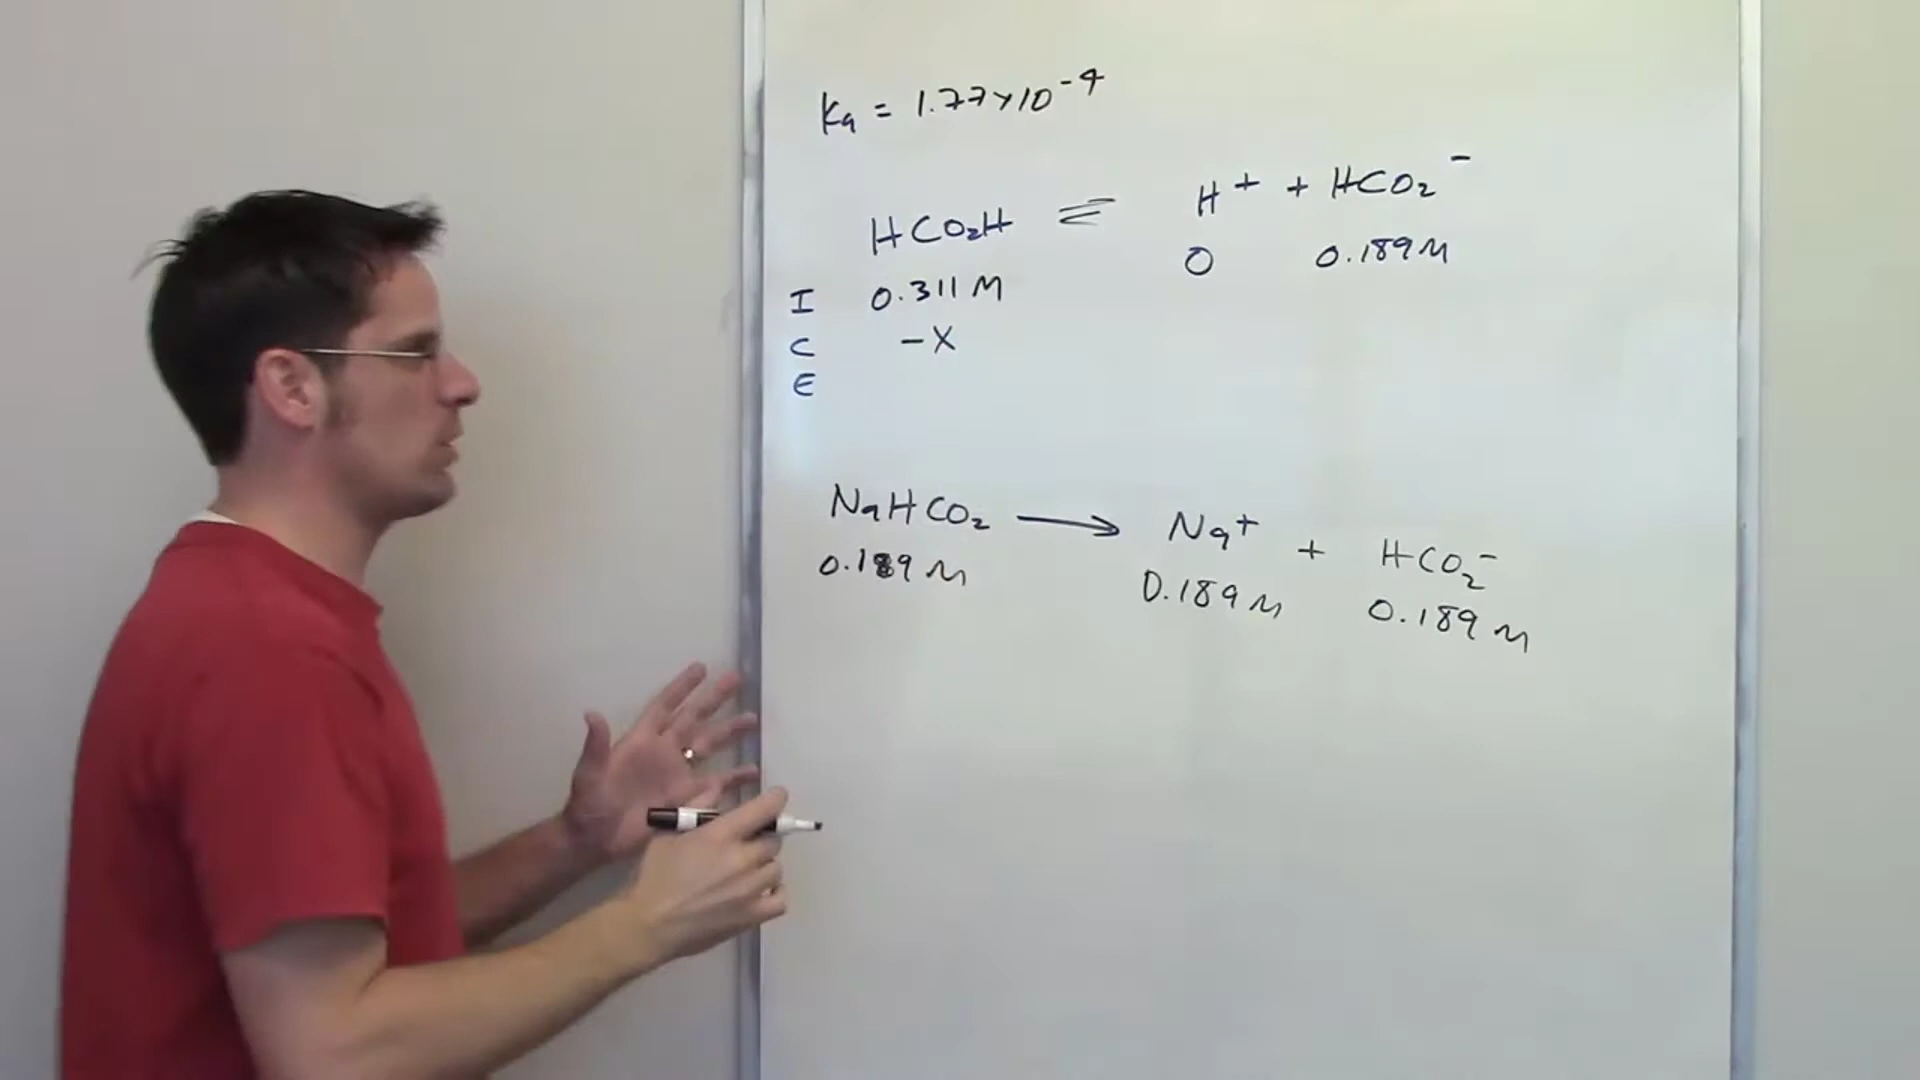 Ka = 1.77x10⁻⁴
HCO₂H ⇌ H⁺ + HCO₂⁻
I 0.311 M 0 0.189 M
C -X
E
NaHCO₂ → Na⁺ + HCO₂⁻
0.189 M 0.189 M 0.189 M